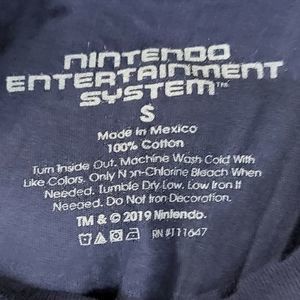 Nintendo
Entertainment
System™
S
Made in Mexico
100% Cotton
Turn Inside Out. Machine Wash Cold With
Like Colors. Only Non-Chlorine Bleach When
Needed. Tumble Dry Low. Low Iron If
Needed. Do Not Iron Decoration.
TM & © 2019 Nintendo.
RN #111647